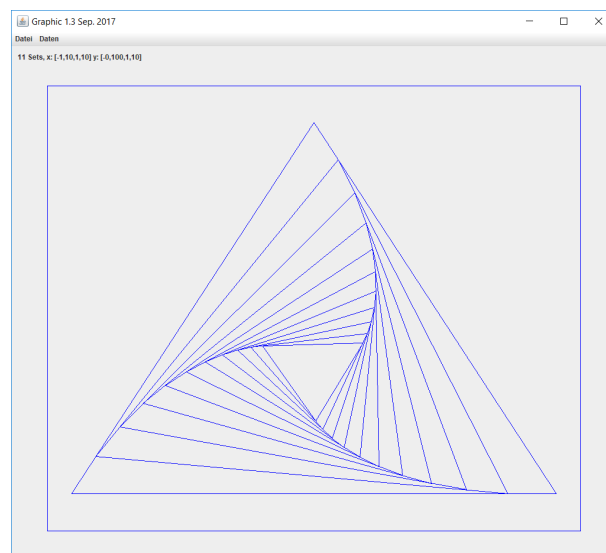 Graphic 1.3 Sep. 2017
Datei Daten
11 Sets, x: [-1,10,1,10] y: [-0,100,1,10]